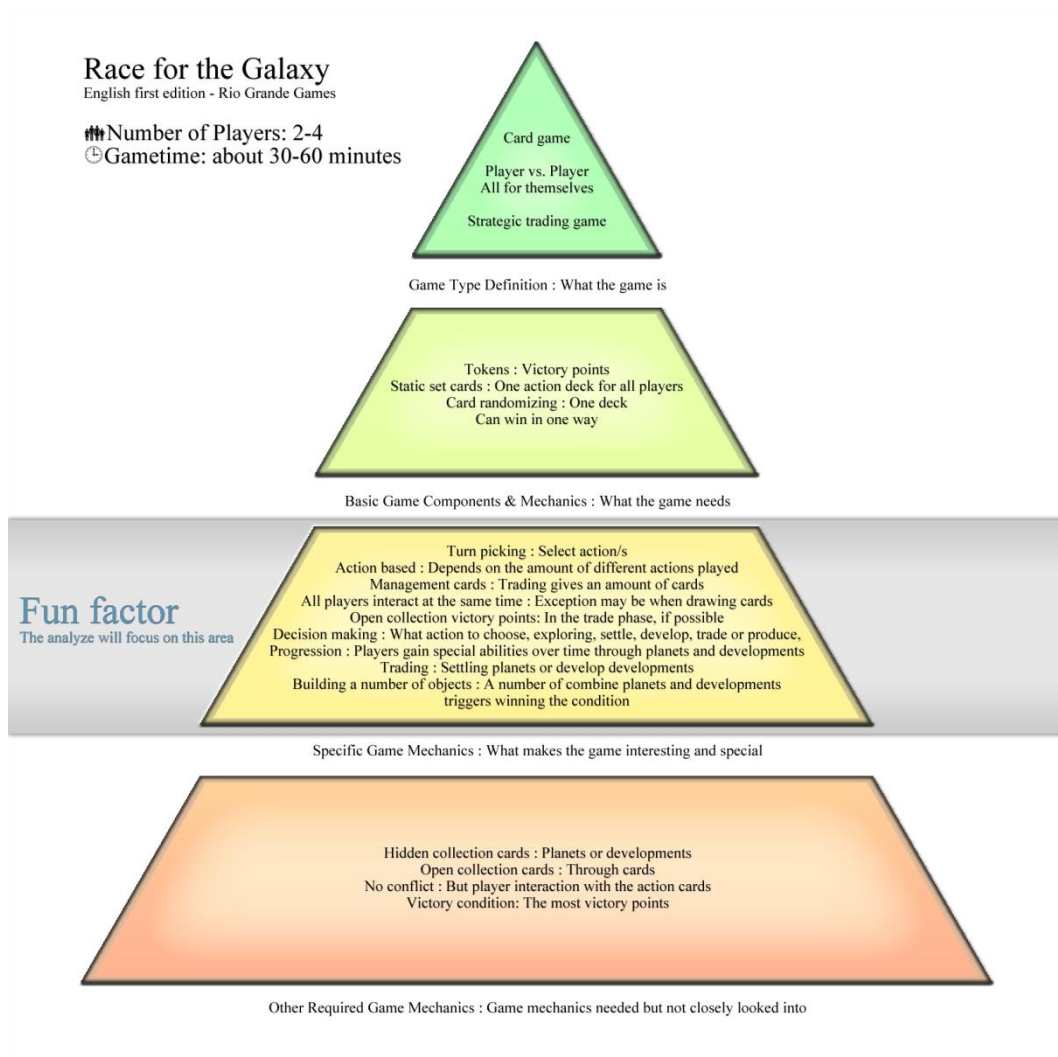 Race for the Galaxy
English first edition - Rio Grande Games
Number of Players: 2-4
Gametime: about 30-60 minutes
Card game
Player vs. Player
All for themselves
Strategic trading game
Game Type Definition : What the game is
Tokens : Victory points
Static set cards : One action deck for all players
Card randomizing : One deck
Can win in one way
Basic Game Components & Mechanics : What the game needs
Fun factor
The analyze will focus on this area
Turn picking : Select action/s
Action based : Depends on the amount of different actions played
Management cards : Trading gives an amount of cards
All players interact at the same time : Exception may be when drawing cards
Open collection victory points: In the trade phase, if possible
Decision making : What action to choose, exploring, settle, develop, trade or produce,
Progression : Players gain special abilities over time through planets and developments
Trading : Settling planets or develop developments
Building a number of objects : A number of combine planets and developments
triggers winning the condition
Specific Game Mechanics : What makes the game interesting and special
Hidden collection cards : Planets or developments
Open collection cards : Through cards
No conflict : But player interaction with the action cards
Victory condition: The most victory points
Other Required Game Mechanics : Game mechanics needed but not closely looked into